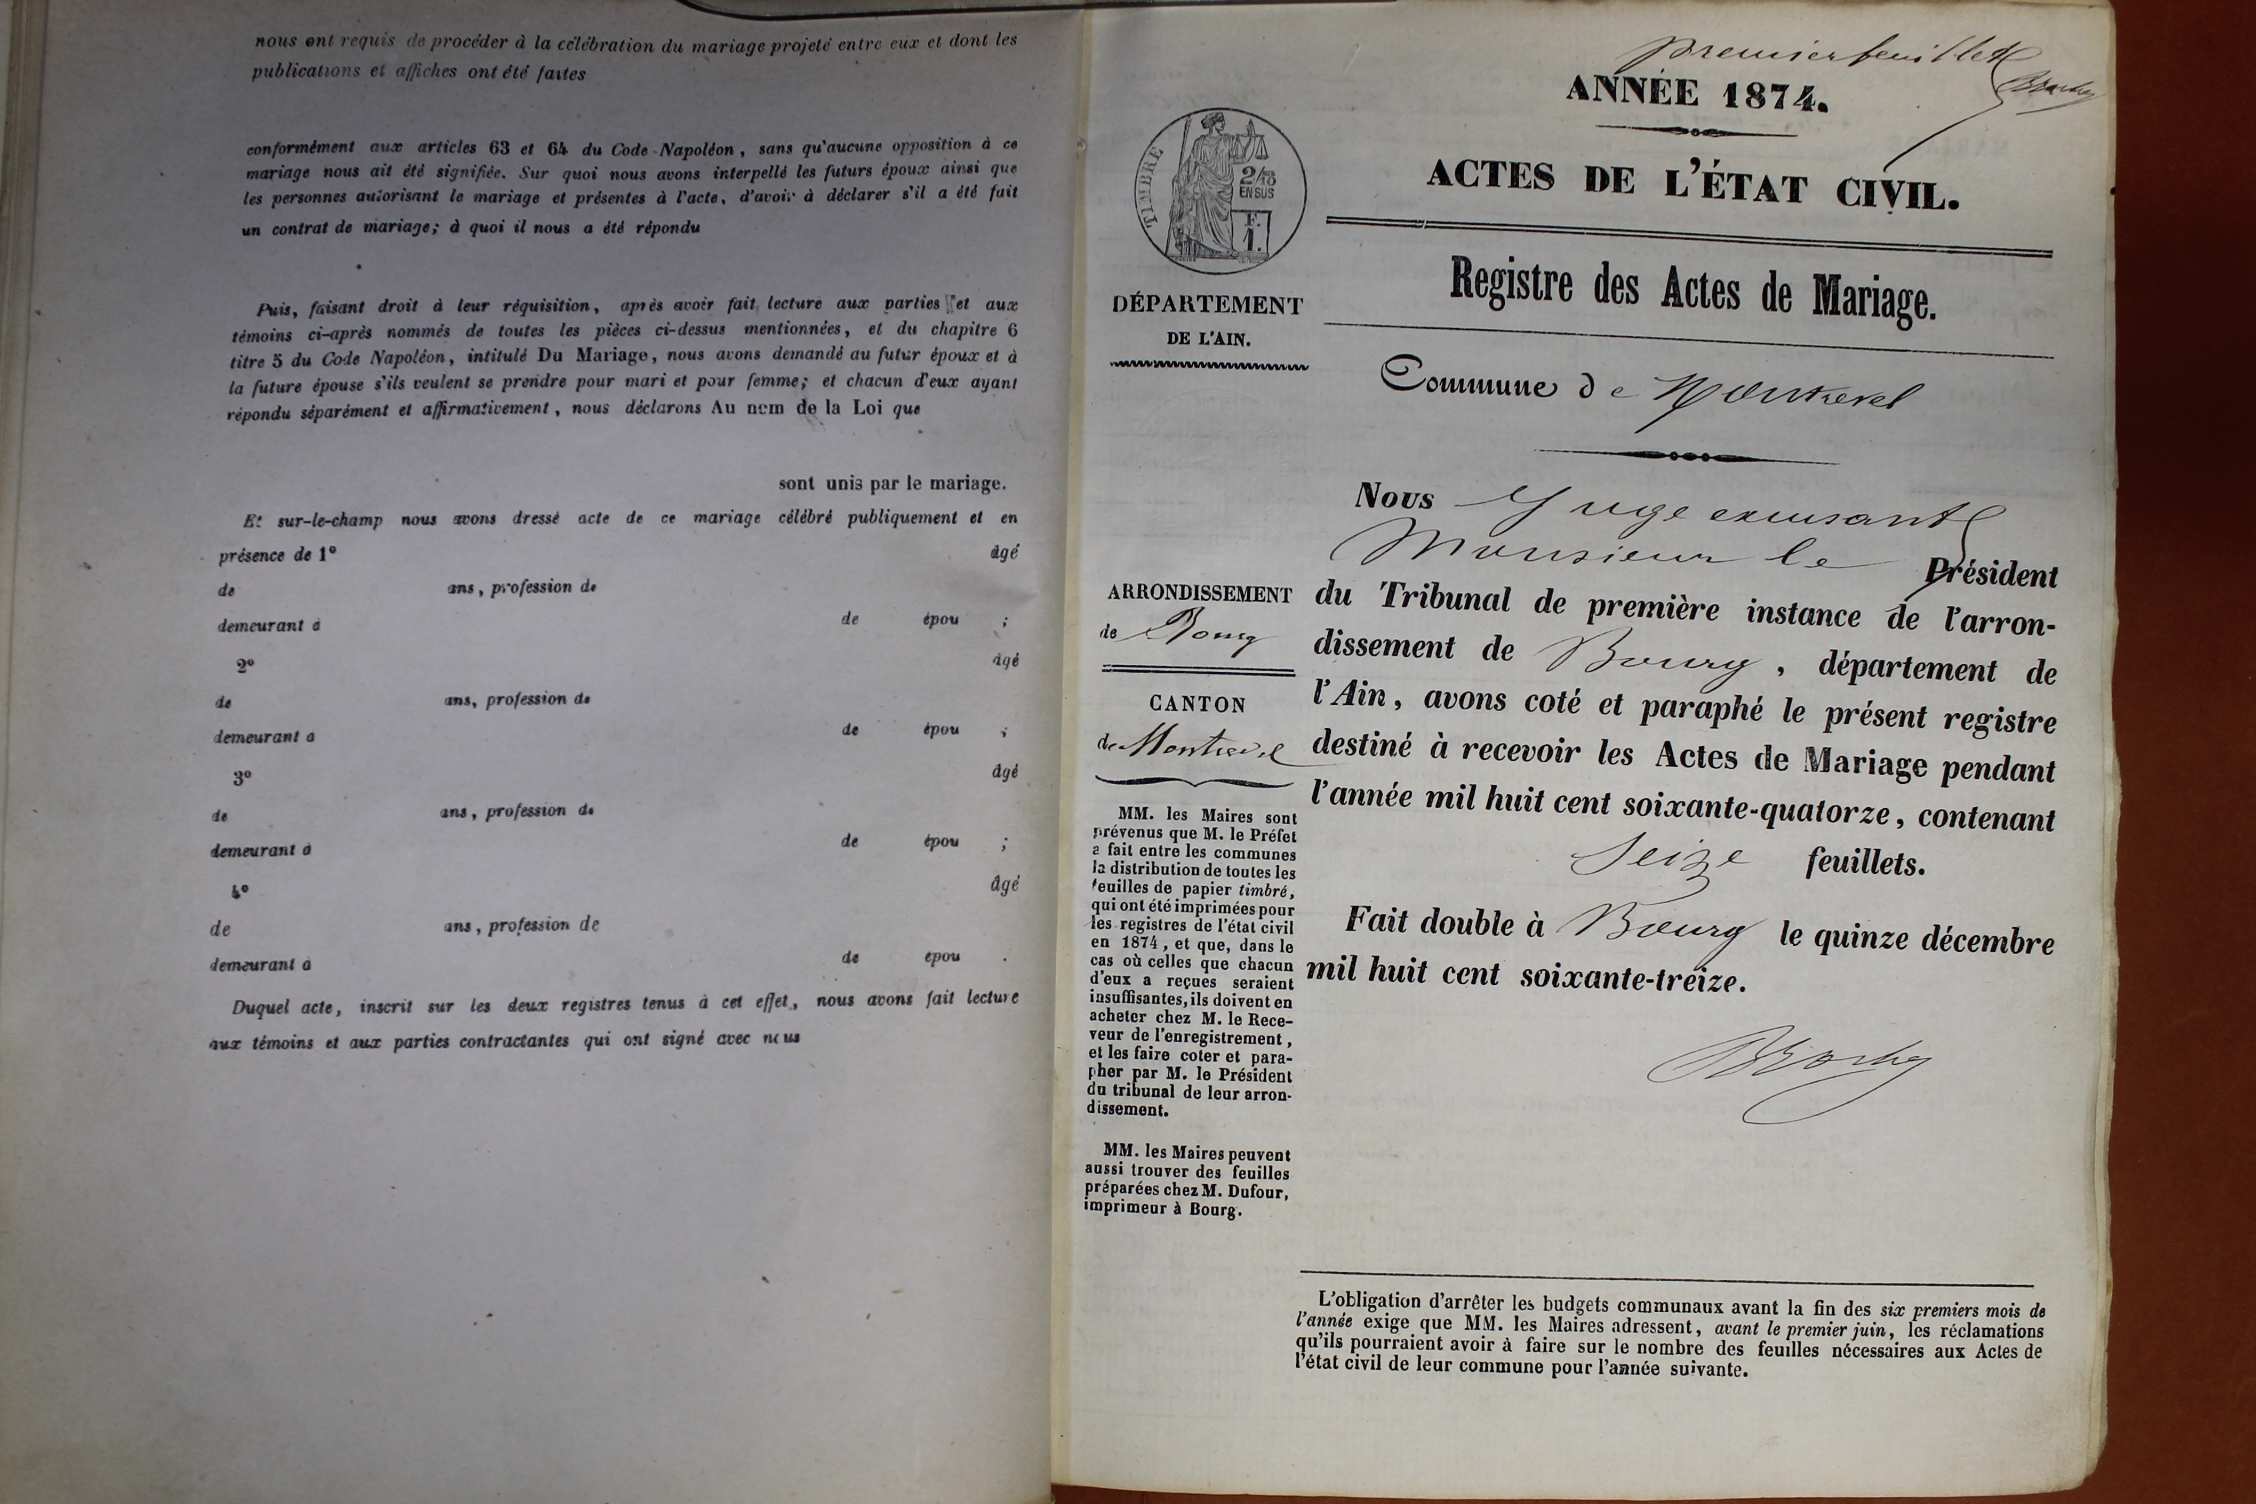 nous ont requis de procéder à la célébration du mariage projeté entre eux et dont les
publications et affiches ont été faites
conformément aux articles 63 et 64 du Code Napoléon, sans qu'aucune opposition à ce
mariage nous ait été signifiée. Sur quoi nous avons interpellé les futurs époux ainsi que
les personnes autorisant le mariage et présentes à l'acte, d'avoir à déclarer s'il a été fait
un contrat de mariage; à quoi il nous a été répondu
Puis, faisant droit à leur réquisition, après avoir fait lecture aux parties et aux
témoins ci-après nommés de toutes les pièces ci-dessus mentionnées, et du chapitre 6
titre 5 du Code Napoléon, intitulé Du Mariage, nous avons demandé au futur époux et à
la future épouse s'ils veulent se prendre pour mari et pour femme; et chacun d'eux ayant
répondu séparément et affirmativement, nous déclarons Au nom de la Loi que
sont unis par le mariage.
Et sur-le-champ nous avons dressé acte de ce mariage célébré publiquement et en
présence de 1º âgé
de ans, profession de
demeurant à de épou ;
2º âgé
de ans, profession de
demeurant à de épou ;
3º âgé
de ans, profession de
demeurant à de épou ;
4º âgé
de ans, profession de
demeurant à de épou .
Duquel acte, inscrit sur les deux registres tenus à cet effet, nous avons fait lecture
aux témoins et aux parties contractantes qui ont signé avec nous
premier feuillet
ANNÉE 1874.
ACTES DE L'ÉTAT CIVIL.
TIMBRE
2/10
EN SUS
F.
1.
DÉPARTEMENT
DE L'AIN.
Registre des Actes de Mariage.
Commune de Montrevel
ARRONDISSEMENT
de Bourg
CANTON
de Montrevel
MM. les Maires sont
prévenus que M. le Préfet
a fait entre les communes
la distribution de toutes les
feuilles de papier timbré,
qui ont été imprimées pour
les registres de l'état civil
en 1874, et que, dans le
cas où celles que chacun
d'eux a reçues seraient
insuffisantes, ils doivent en
acheter chez M. le Rece-
veur de l'enregistrement,
et les faire coter et para-
pher par M. le Président
du tribunal de leur arron-
dissement.
MM. les Maires peuvent
aussi trouver des feuilles
préparées chez M. Dufour,
imprimeur à Bourg.
Nous Juge excusant
Monsieur le Président
du Tribunal de première instance de l'arron-
dissement de Bourg, département de
l'Ain, avons coté et paraphé le présent registre
destiné à recevoir les Actes de Mariage pendant
l'année mil huit cent soixante-quatorze, contenant
Seize feuillets.
Fait double à Bourg le quinze décembre
mil huit cent soixante-treize.
L'obligation d'arrêter les budgets communaux avant la fin des six premiers mois de
l'année exige que MM. les Maires adressent, avant le premier juin, les réclamations
qu'ils pourraient avoir à faire sur le nombre des feuilles nécessaires aux Actes de
l'état civil de leur commune pour l'année suivante.